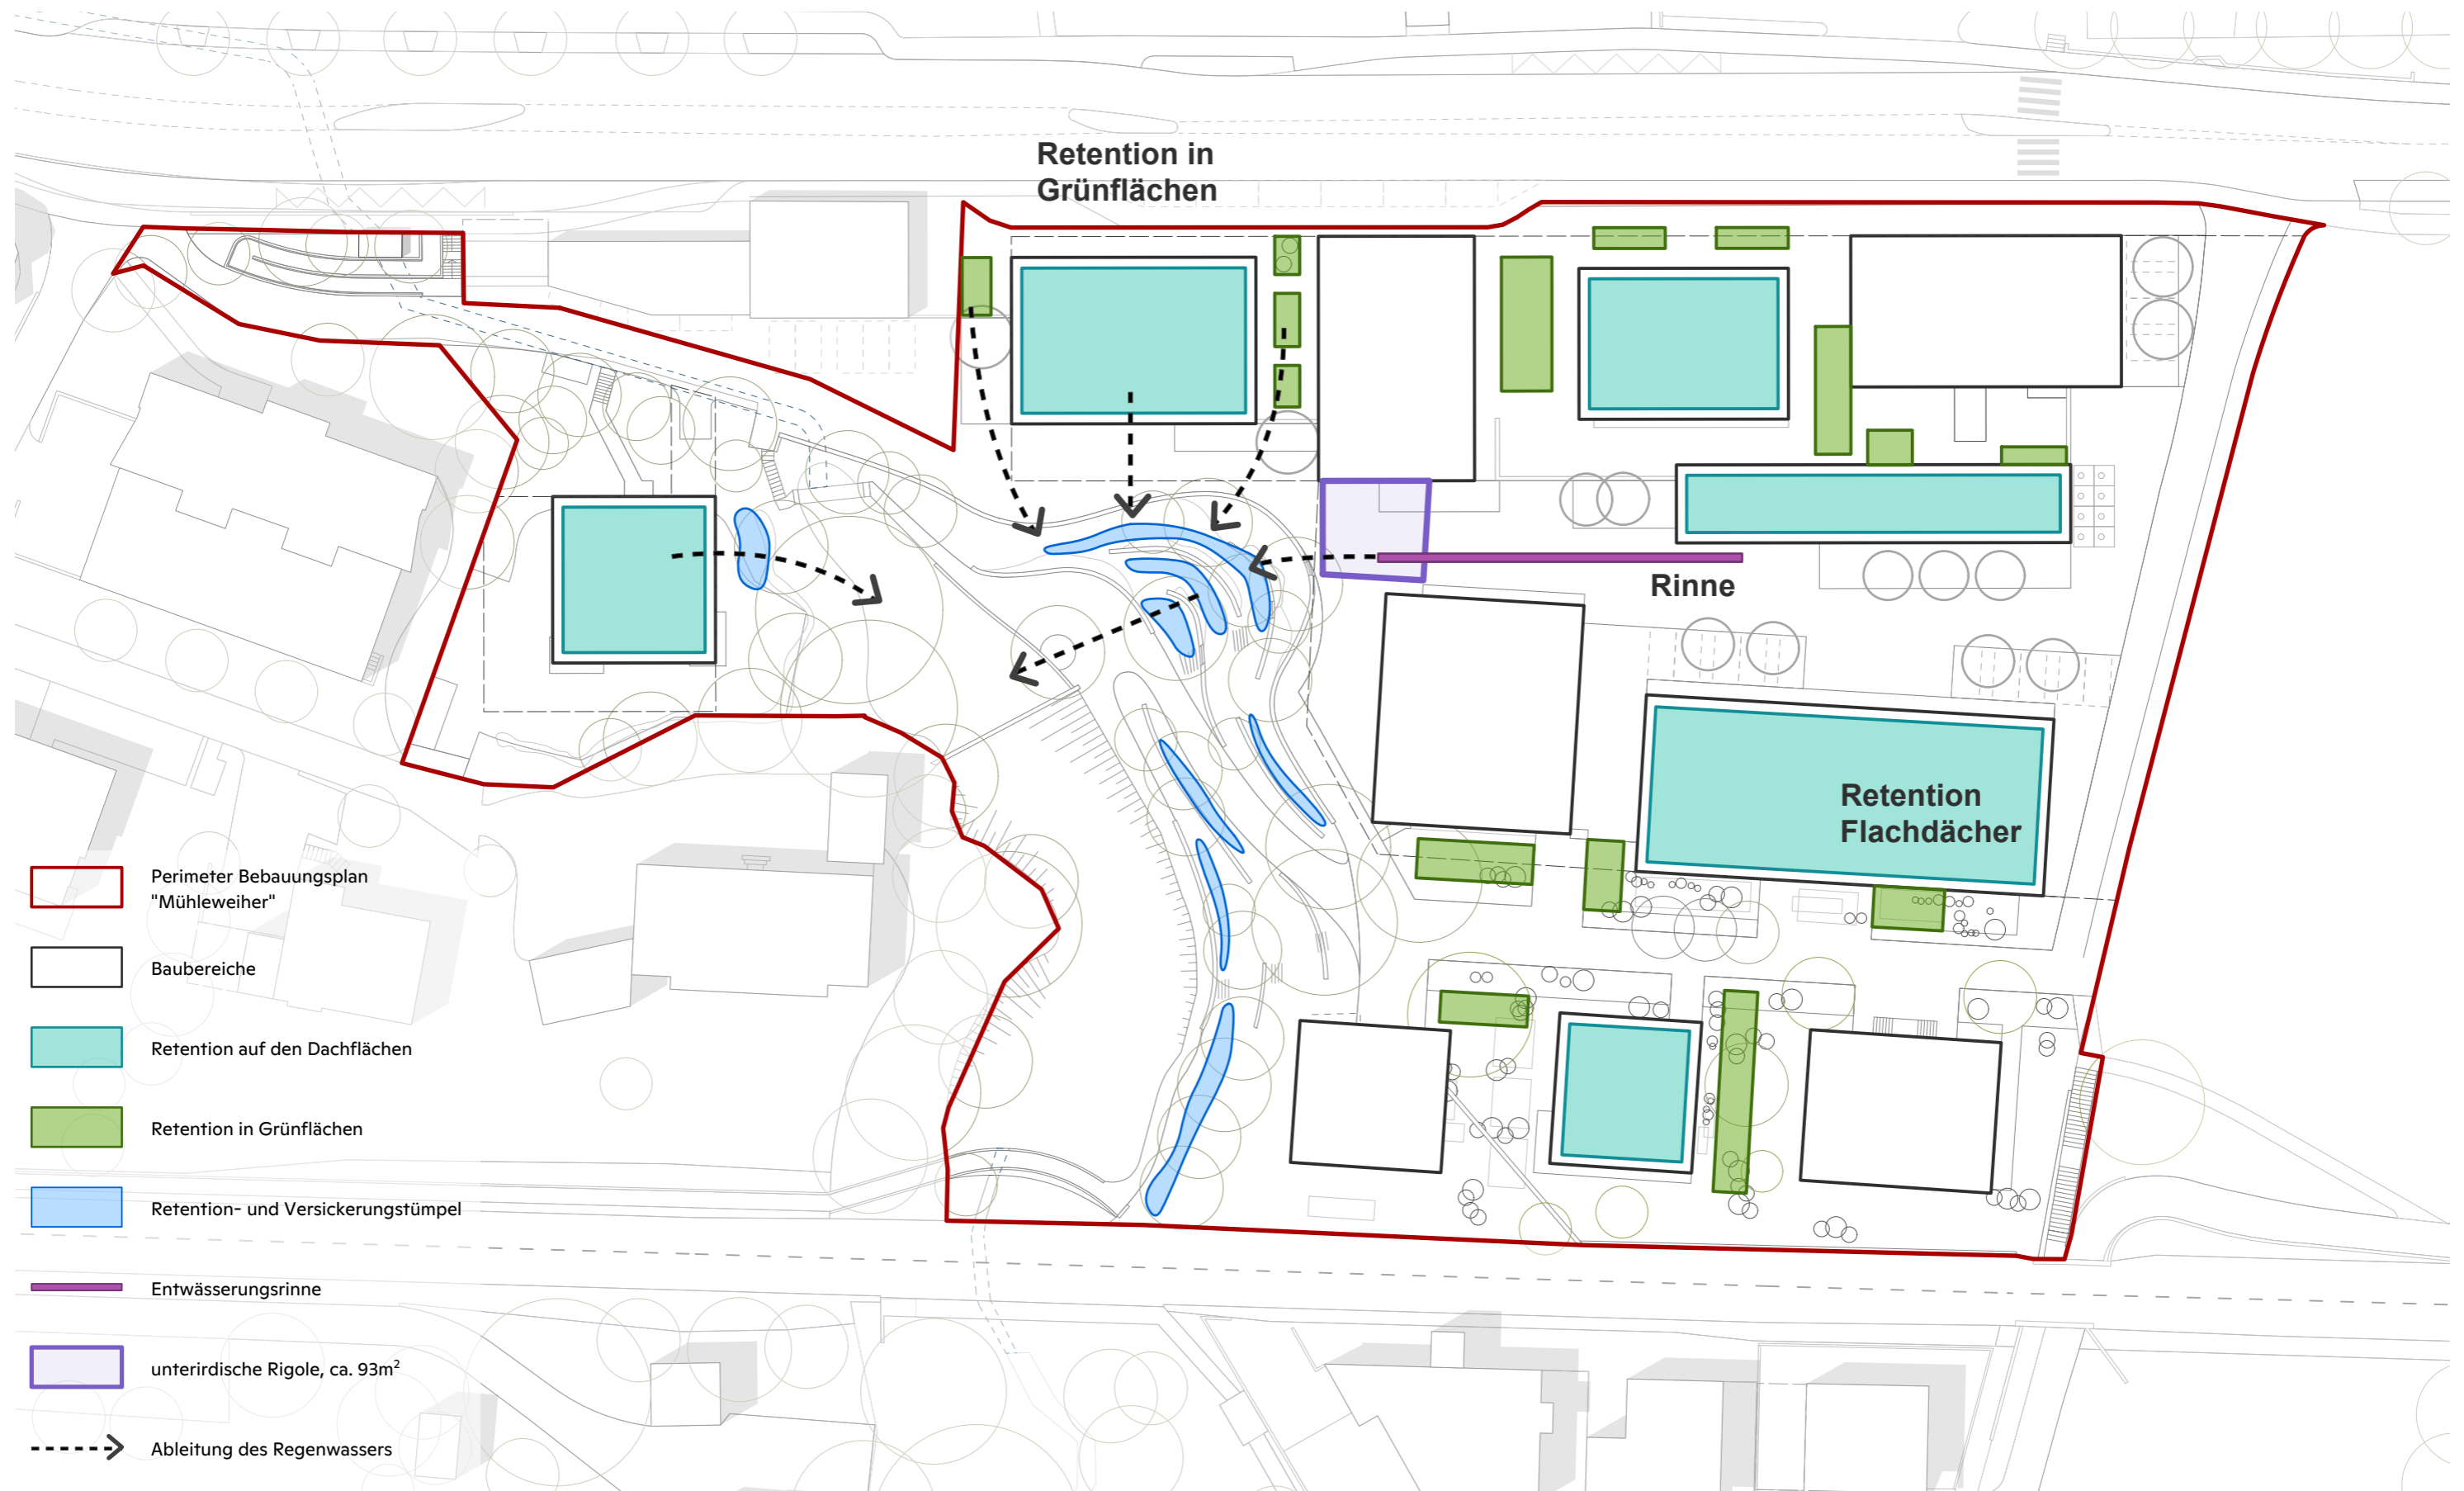 Retention in
Grünflächen
Rinne
Retention
Flachdächer
Perimeter Bebauungsplan
"Mühleweiher"
Baubereiche
Retention auf den Dachflächen
Retention in Grünflächen
Retention- und Versickerungstümpel
Entwässerungsrinne
unterirdische Rigole, ca. 93m²
Ableitung des Regenwassers